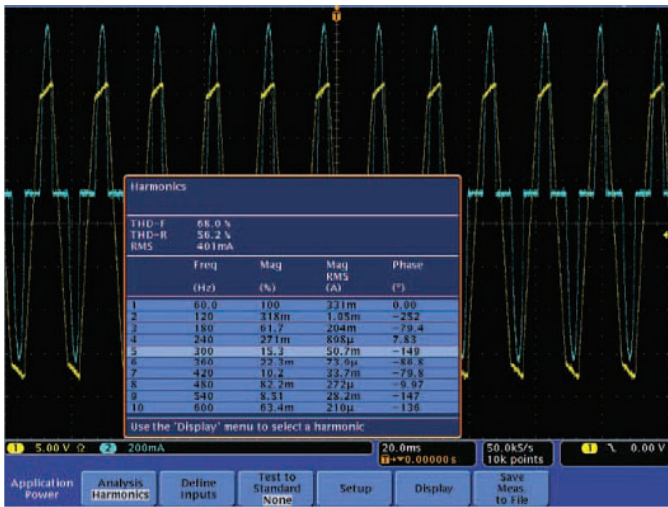 T
Harmonics
THD-F 68.0 %
THD-R 56.2 %
RMS 401mA
Freq Mag Mag Phase
RMS
(Hz) (%) (A) (°)
1 60.0 100 331m 0.00
2 120 318m 1.05m -252
3 180 61.7 204m -79.4
4 240 271m 898µ 7.83
5 300 15.3 50.7m -149
6 360 22.3m 73.9µ -86.8
7 420 10.2 33.7m -79.8
8 480 82.2m 272µ -9.97
9 540 8.51 28.2m -147
10 600 63.4m 210µ -136
Use the 'Display' menu to select a harmonic
1 5.00 V Ω 2 200mA 20.0ms 50.0kS/s 1 0.00 V
T→▼0.00000 s 10k points
Application Power
Analysis
Harmonics
Define Inputs
Test to Standard
None
Setup
Display
Save Meas. to File